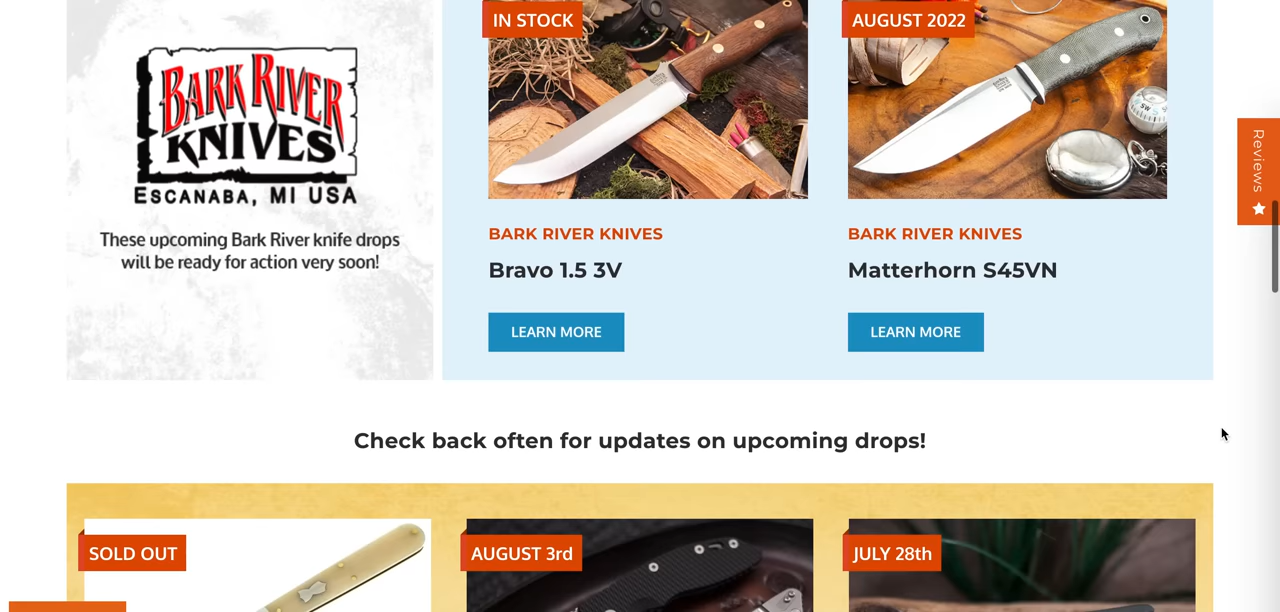 IN STOCK
AUGUST 2022
BARK RIVER
KNIVES
ESCANABA, MI USA
These upcoming Bark River knife drops
will be ready for action very soon!
BARK RIVER KNIVES
Bravo 1.5 3V
LEARN MORE
BARK RIVER KNIVES
Matterhorn S45VN
LEARN MORE
Reviews
Check back often for updates on upcoming drops!
SOLD OUT
AUGUST 3rd
JULY 28th